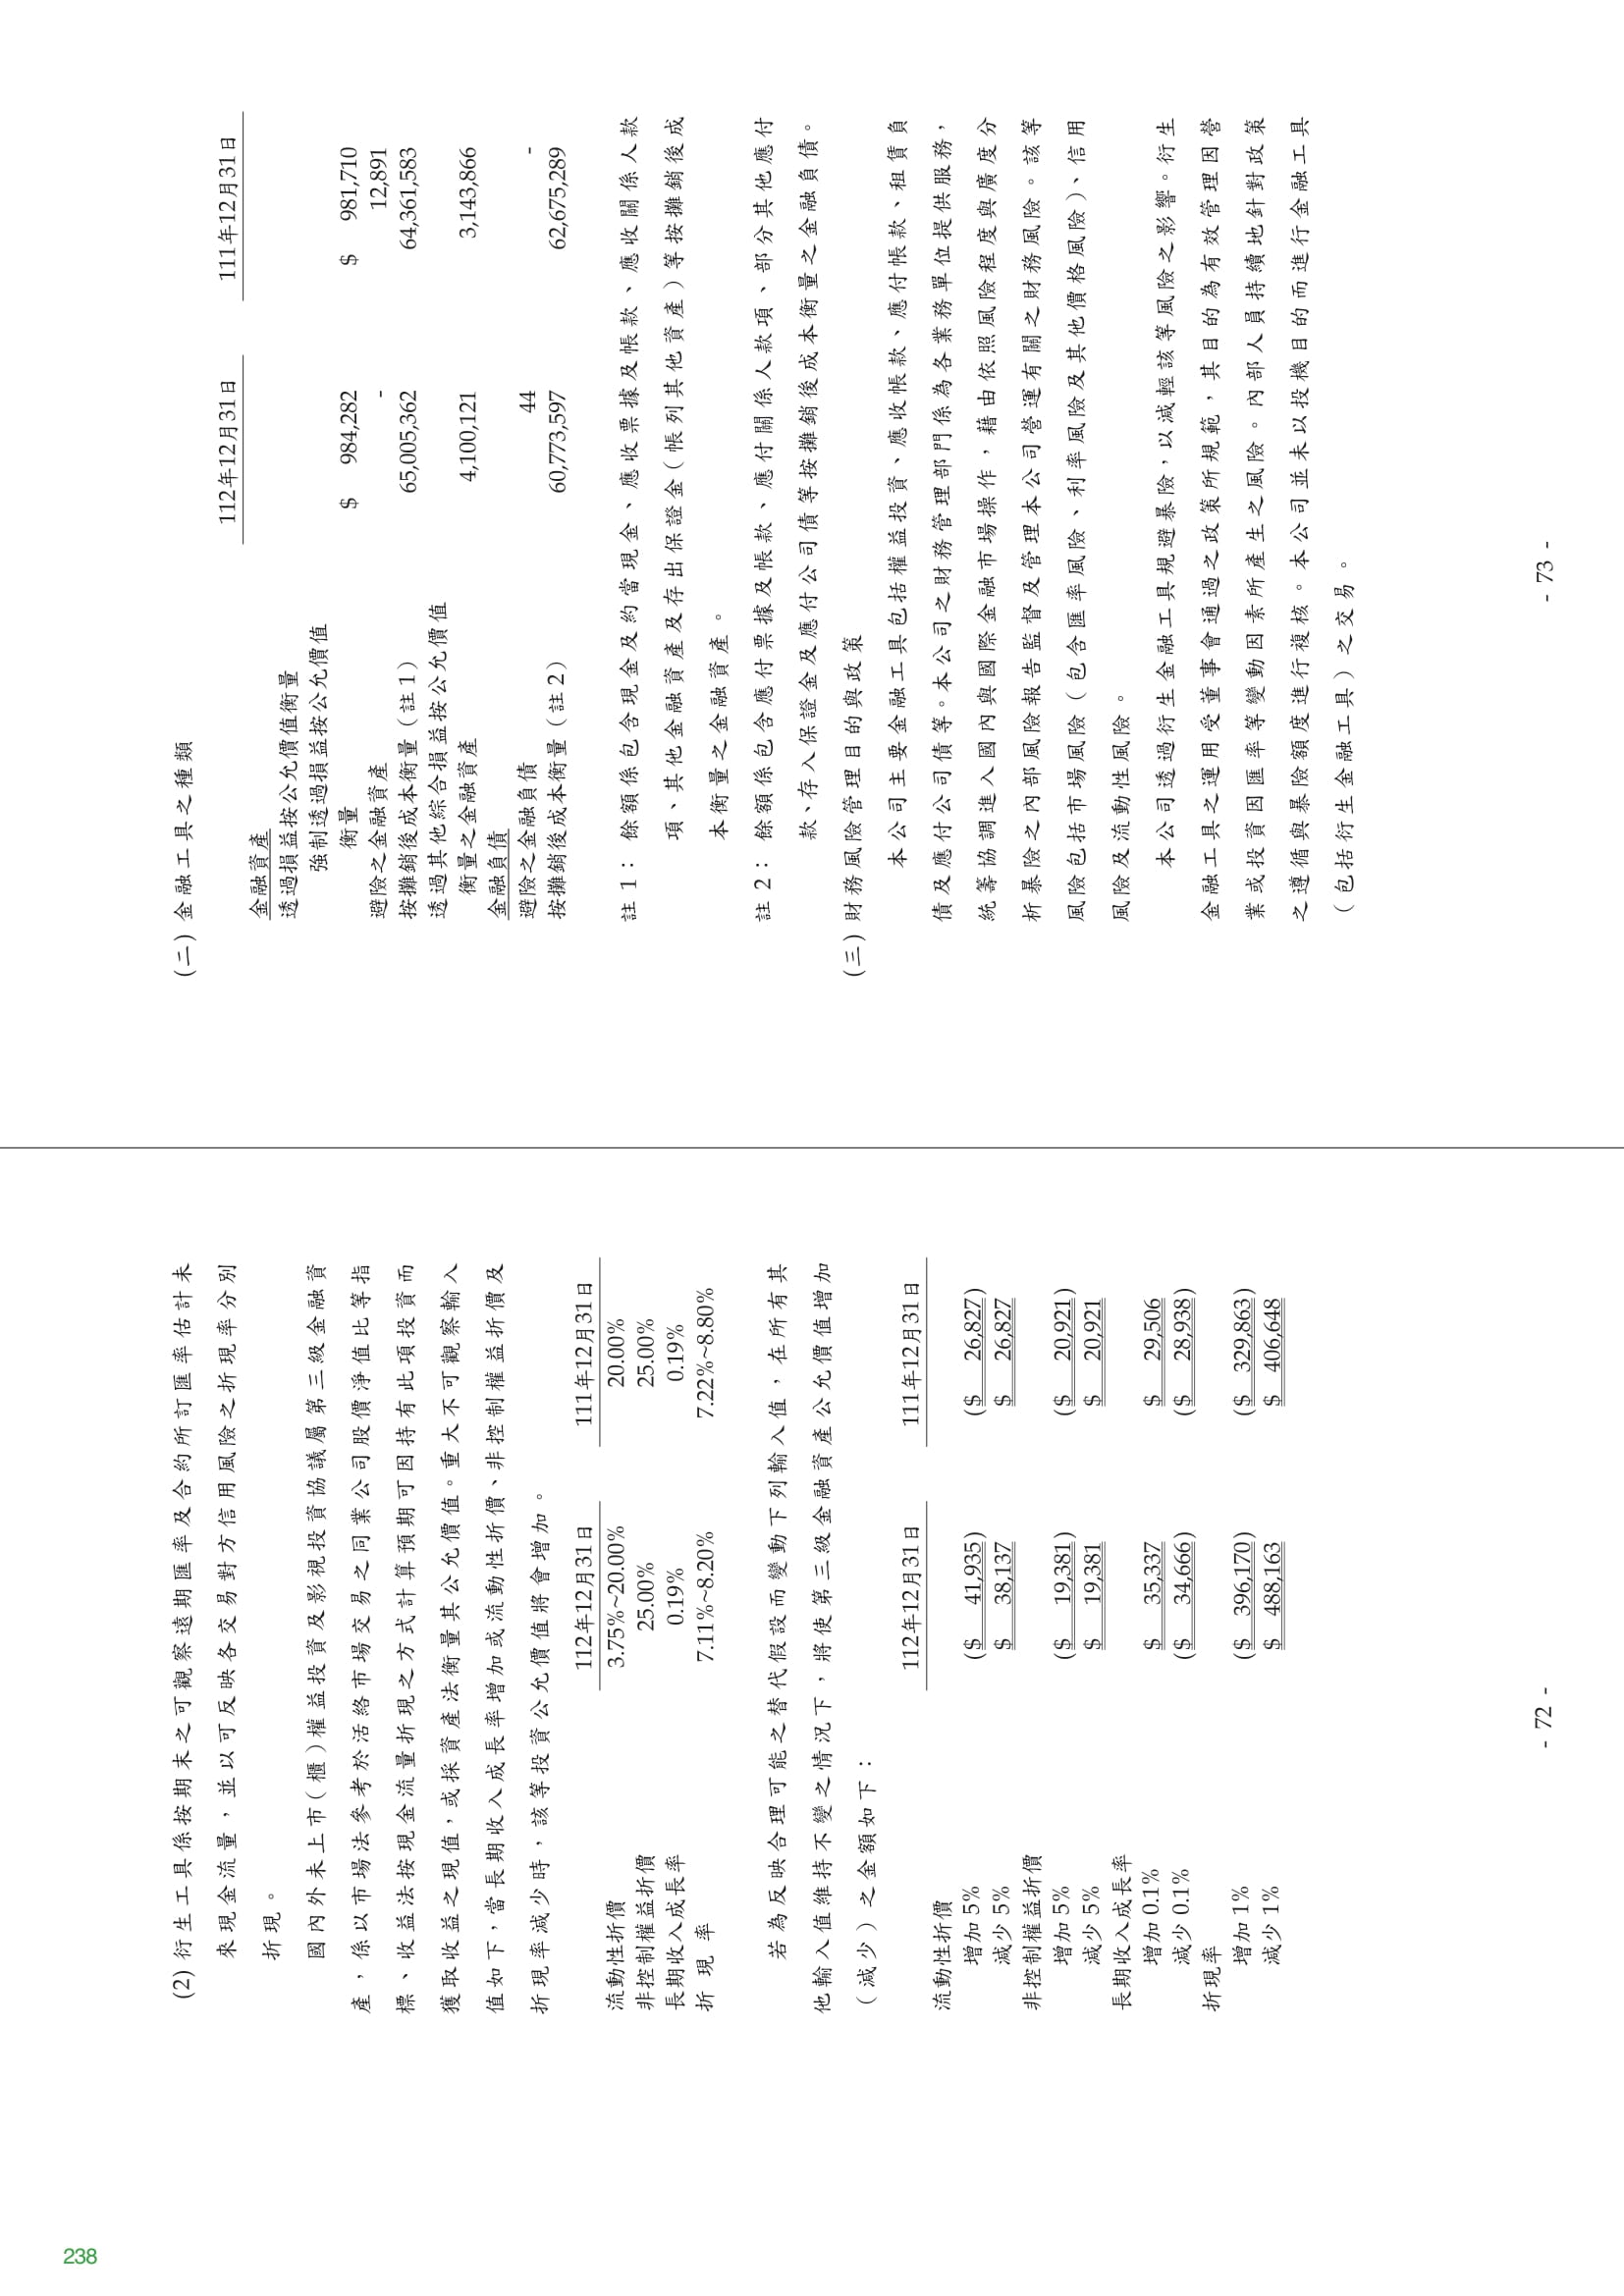 (2) 衍生工具係按期末之可觀察遠期匯率及合約所訂匯率估計未
來現金流量，並以可反映各交易對方信用風險之折現率分別
折現。
國內外未上市（櫃）權益投資及影視投資協議屬第三級金融資
產，係以市場法參考於活絡市場交易之同業公司股價淨值比等指
標、收益法按現金流量折現之方式計算預期可因持有此項投資而
獲取收益之現值，或採資產法衡量其公允價值。重大不可觀察輸入
值如下，當長期收入成長率增加或流動性折價、非控制權益折價及
折現率減少時，該等投資公允價值將會增加。
112年12月31日 111年12月31日
流動性折價 3.75%~20.00% 20.00%
非控制權益折價 25.00% 25.00%
長期收入成長率 0.19% 0.19%
折 現 率 7.11%~8.20% 7.22%~8.80%
若為反映合理可能之替代假設而變動下列輸入值，在所有其
他輸入值維持不變之情況下，將使第三級金融資產公允價值增加
（減少）之金額如下：
112年12月31日 111年12月31日
流動性折價
增加 5% ($ 41,935) ($ 26,827)
減少 5% $ 38,137 $ 26,827
非控制權益折價
增加 5% ($ 19,381) ($ 20,921)
減少 5% $ 19,381 $ 20,921
長期收入成長率
增加 0.1% $ 35,337 $ 29,506
減少 0.1% ($ 34,666) ($ 28,938)
折現率
增加 1% ($ 396,170) ($ 329,863)
減少 1% $ 488,163 $ 406,648
- 72 -
(二) 金融工具之種類
112年12月31日 111年12月31日
金融資產
透過損益按公允價值衡量
強制透過損益按公允價值
衡量 $ 984,282 $ 981,710
避險之金融資產 - 12,891
按攤銷後成本衡量（註 1） 65,005,362 64,361,583
透過其他綜合損益按公允價值
衡量之金融資產 4,100,121 3,143,866
金融負債
避險之金融負債 44 -
按攤銷後成本衡量（註 2） 60,773,597 62,675,289
註 1： 餘額係包含現金及約當現金、應收票據及帳款、應收關係人款
項、其他金融資產及存出保證金（帳列其他資產）等按攤銷後成
本衡量之金融資產。
註 2： 餘額係包含應付票據及帳款、應付關係人款項、部分其他應付
款、存入保證金及應付公司債等按攤銷後成本衡量之金融負債。
(三) 財務風險管理目的與政策
本公司主要金融工具包括權益投資、應收帳款、應付帳款、租賃負
債及應付公司債等。本公司之財務管理部門係為各業務單位提供服務，
統籌協調進入國內與國際金融市場操作，藉由依照風險程度與廣度分
析暴險之內部風險報告監督及管理本公司營運有關之財務風險。該等
風險包括市場風險（包含匯率風險、利率風險及其他價格風險）、信用
風險及流動性風險。
本公司透過衍生金融工具規避暴險，以減輕該等風險之影響。衍生
金融工具之運用受董事會通過之政策所規範，其目的為有效管理因營
業或投資因匯率等變動因素所產生之風險。內部人員持續地針對政策
之遵循與暴險額度進行複核。本公司並未以投機目的而進行金融工具
（包括衍生金融工具）之交易。
- 73 -
238